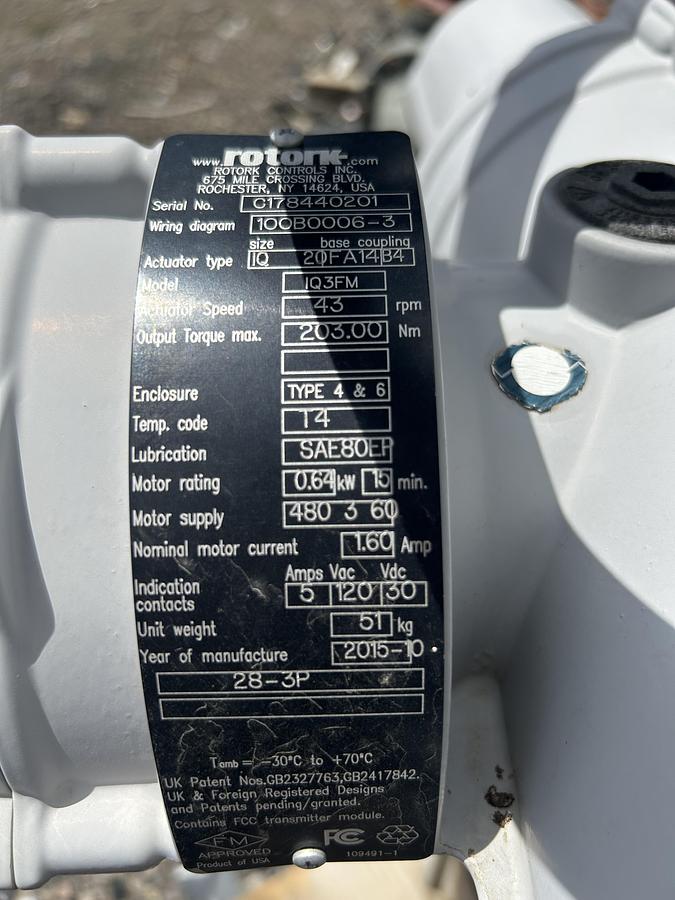 www.rotork.com
ROTORK CONTROLS INC.
675 MILE CROSSING BLVD.
ROCHESTER, NY 14624, USA
Serial No. C178440201
Wiring diagram 100B0006-3
size base coupling
Actuator type IQ 20 FA14 B4
Model IQ3FM
Actuator Speed 43 rpm
Output Torque max. 203.00 Nm
Enclosure TYPE 4 & 6
Temp. code T4
Lubrication SAE80EP
Motor rating 0.64 kW 15 min.
Motor supply 480 3 60
Nominal motor current 1.60 Amp
Amps Vac Vdc
Indication contacts 5 120 30
Unit weight 51 kg
Year of manufacture 2015-10
28-3P
Tamb = -30°C to +70°C
UK Patent Nos.GB2327763,GB2417842.
UK & Foreign Registered Designs
and Patents pending/granted.
Contains FCC transmitter module.
FM FC
APPROVED
Product of USA 109491-1